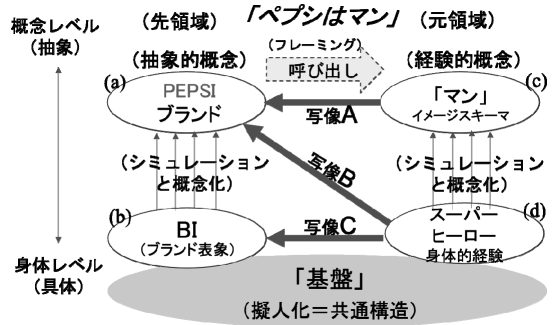 概念レベル
(抽象)
(先領域)
「ペプシはマン」
(元領域)
(抽象的概念)
(フレーミング)
呼び出し
(経験的概念)
(a)
PEPSI
ブランド
写像A
(c)
「マン」
イメージスキーマ
(シミュレーション
と概念化)
写像B
(シミュレーション
と概念化)
(b)
BI
(ブランド表象)
写像C
(d)
スーパー
ヒーロー
身体的経験
身体レベル
(具体)
「基盤」
(擬人化=共通構造)